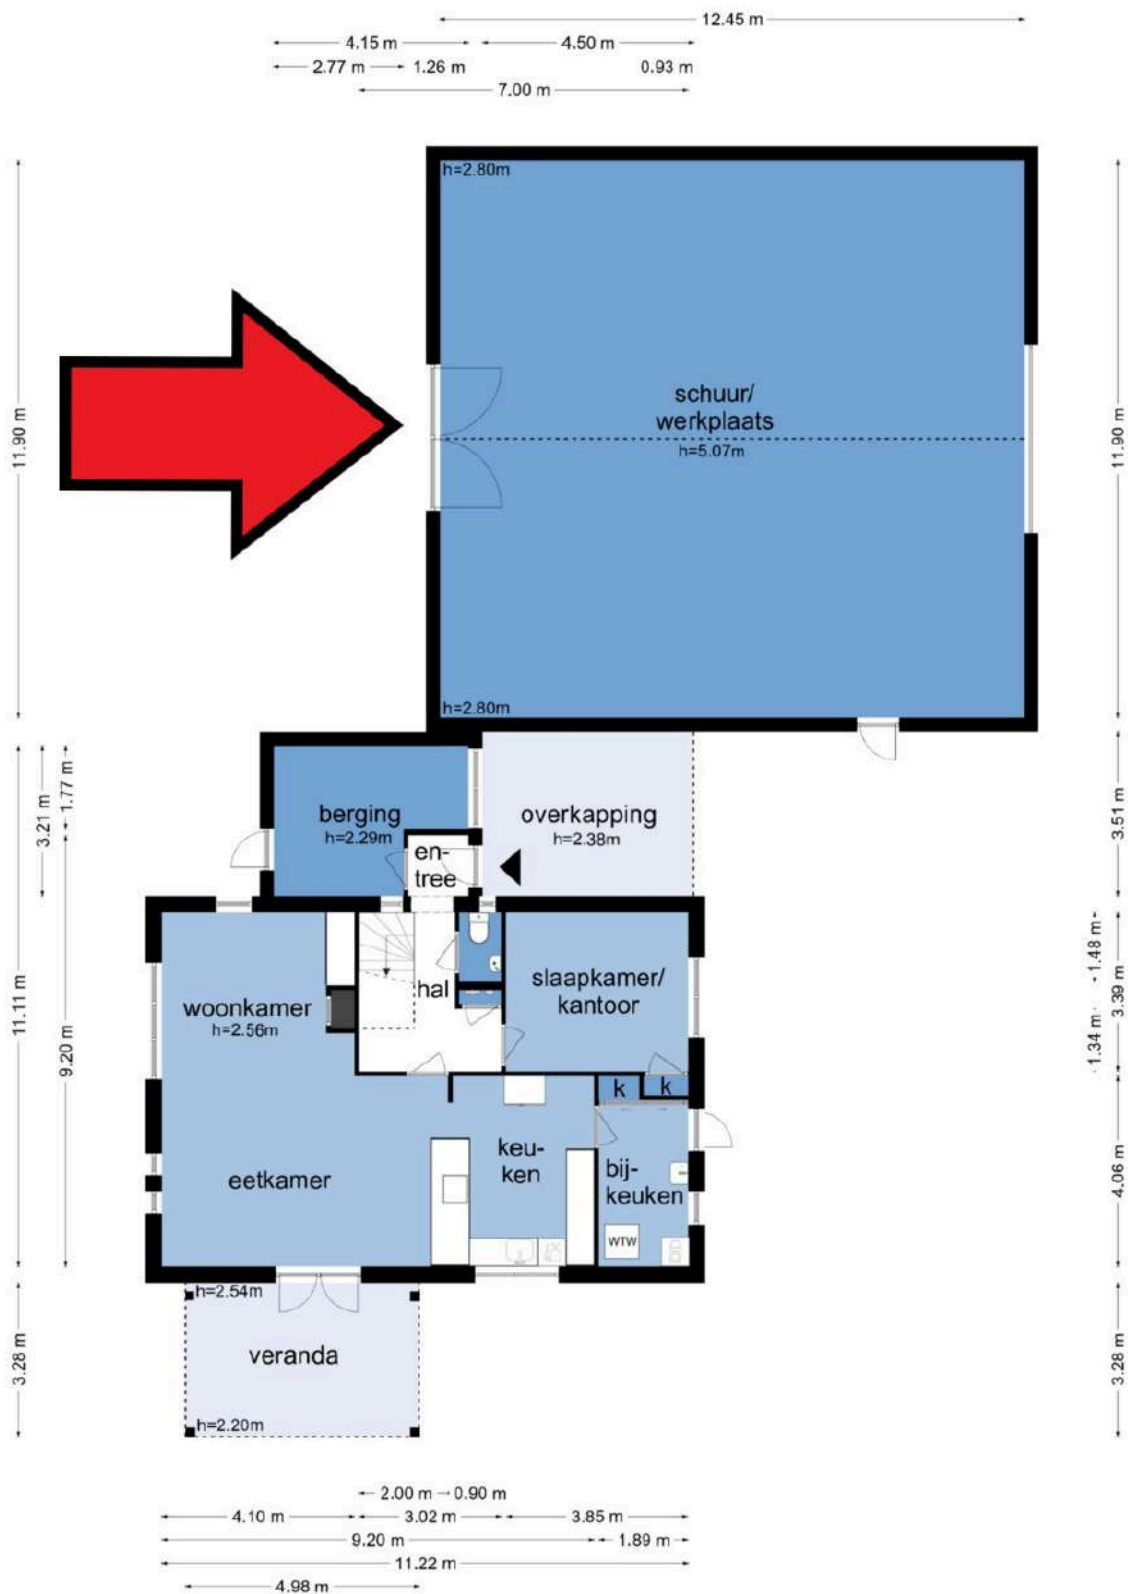 12.45 m
4.15 m
4.50 m
2.77 m
1.26 m
0.93 m
7.00 m
h=2.80m
11.90 m
schuur/
werkplaats
h=5.07m
11.90 m
h=2.80m
3.21 m
1.77 m
berging
h=2.29m
en-
tree
overkapping
h=2.38m
3.51 m
11.11 m
9.20 m
woonkamer
h=2.56m
hal
slaapkamer/
kantoor
1.34 m
1.48 m
3.39 m
k
k
eetkamer
keu-
ken
bij-
keuken
WTW
4.06 m
h=2.54m
veranda
h=2.20m
3.28 m
3.28 m
2.00 m
0.90 m
4.10 m
3.02 m
3.85 m
9.20 m
1.89 m
11.22 m
4.98 m